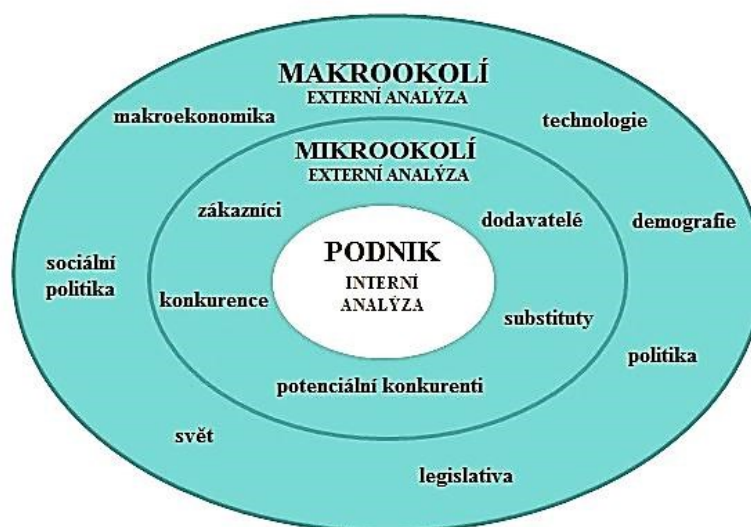 MAKROOKOLÍ
EXTERNÍ ANALÝZA
makroekonomika
technologie
MIKROOKOLÍ
EXTERNÍ ANALÝZA
zákazníci
dodavatelé
demografie
PODNIK
INTERNÍ
ANALÝZA
sociální
politika
konkurence
substituty
politika
potenciální konkurenti
svět
legislativa